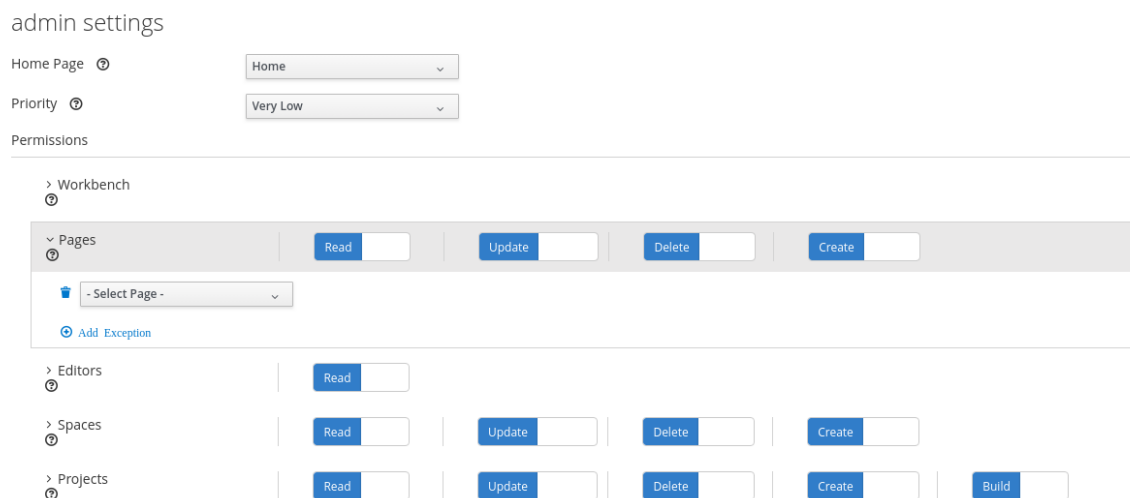 admin settings
Home Page
Home
Priority
Very Low
Permissions
Workbench
Pages Read Update Delete Create
- Select Page -
Add Exception
Editors Read
Spaces Read Update Delete Create
Projects Read Update Delete Create Build